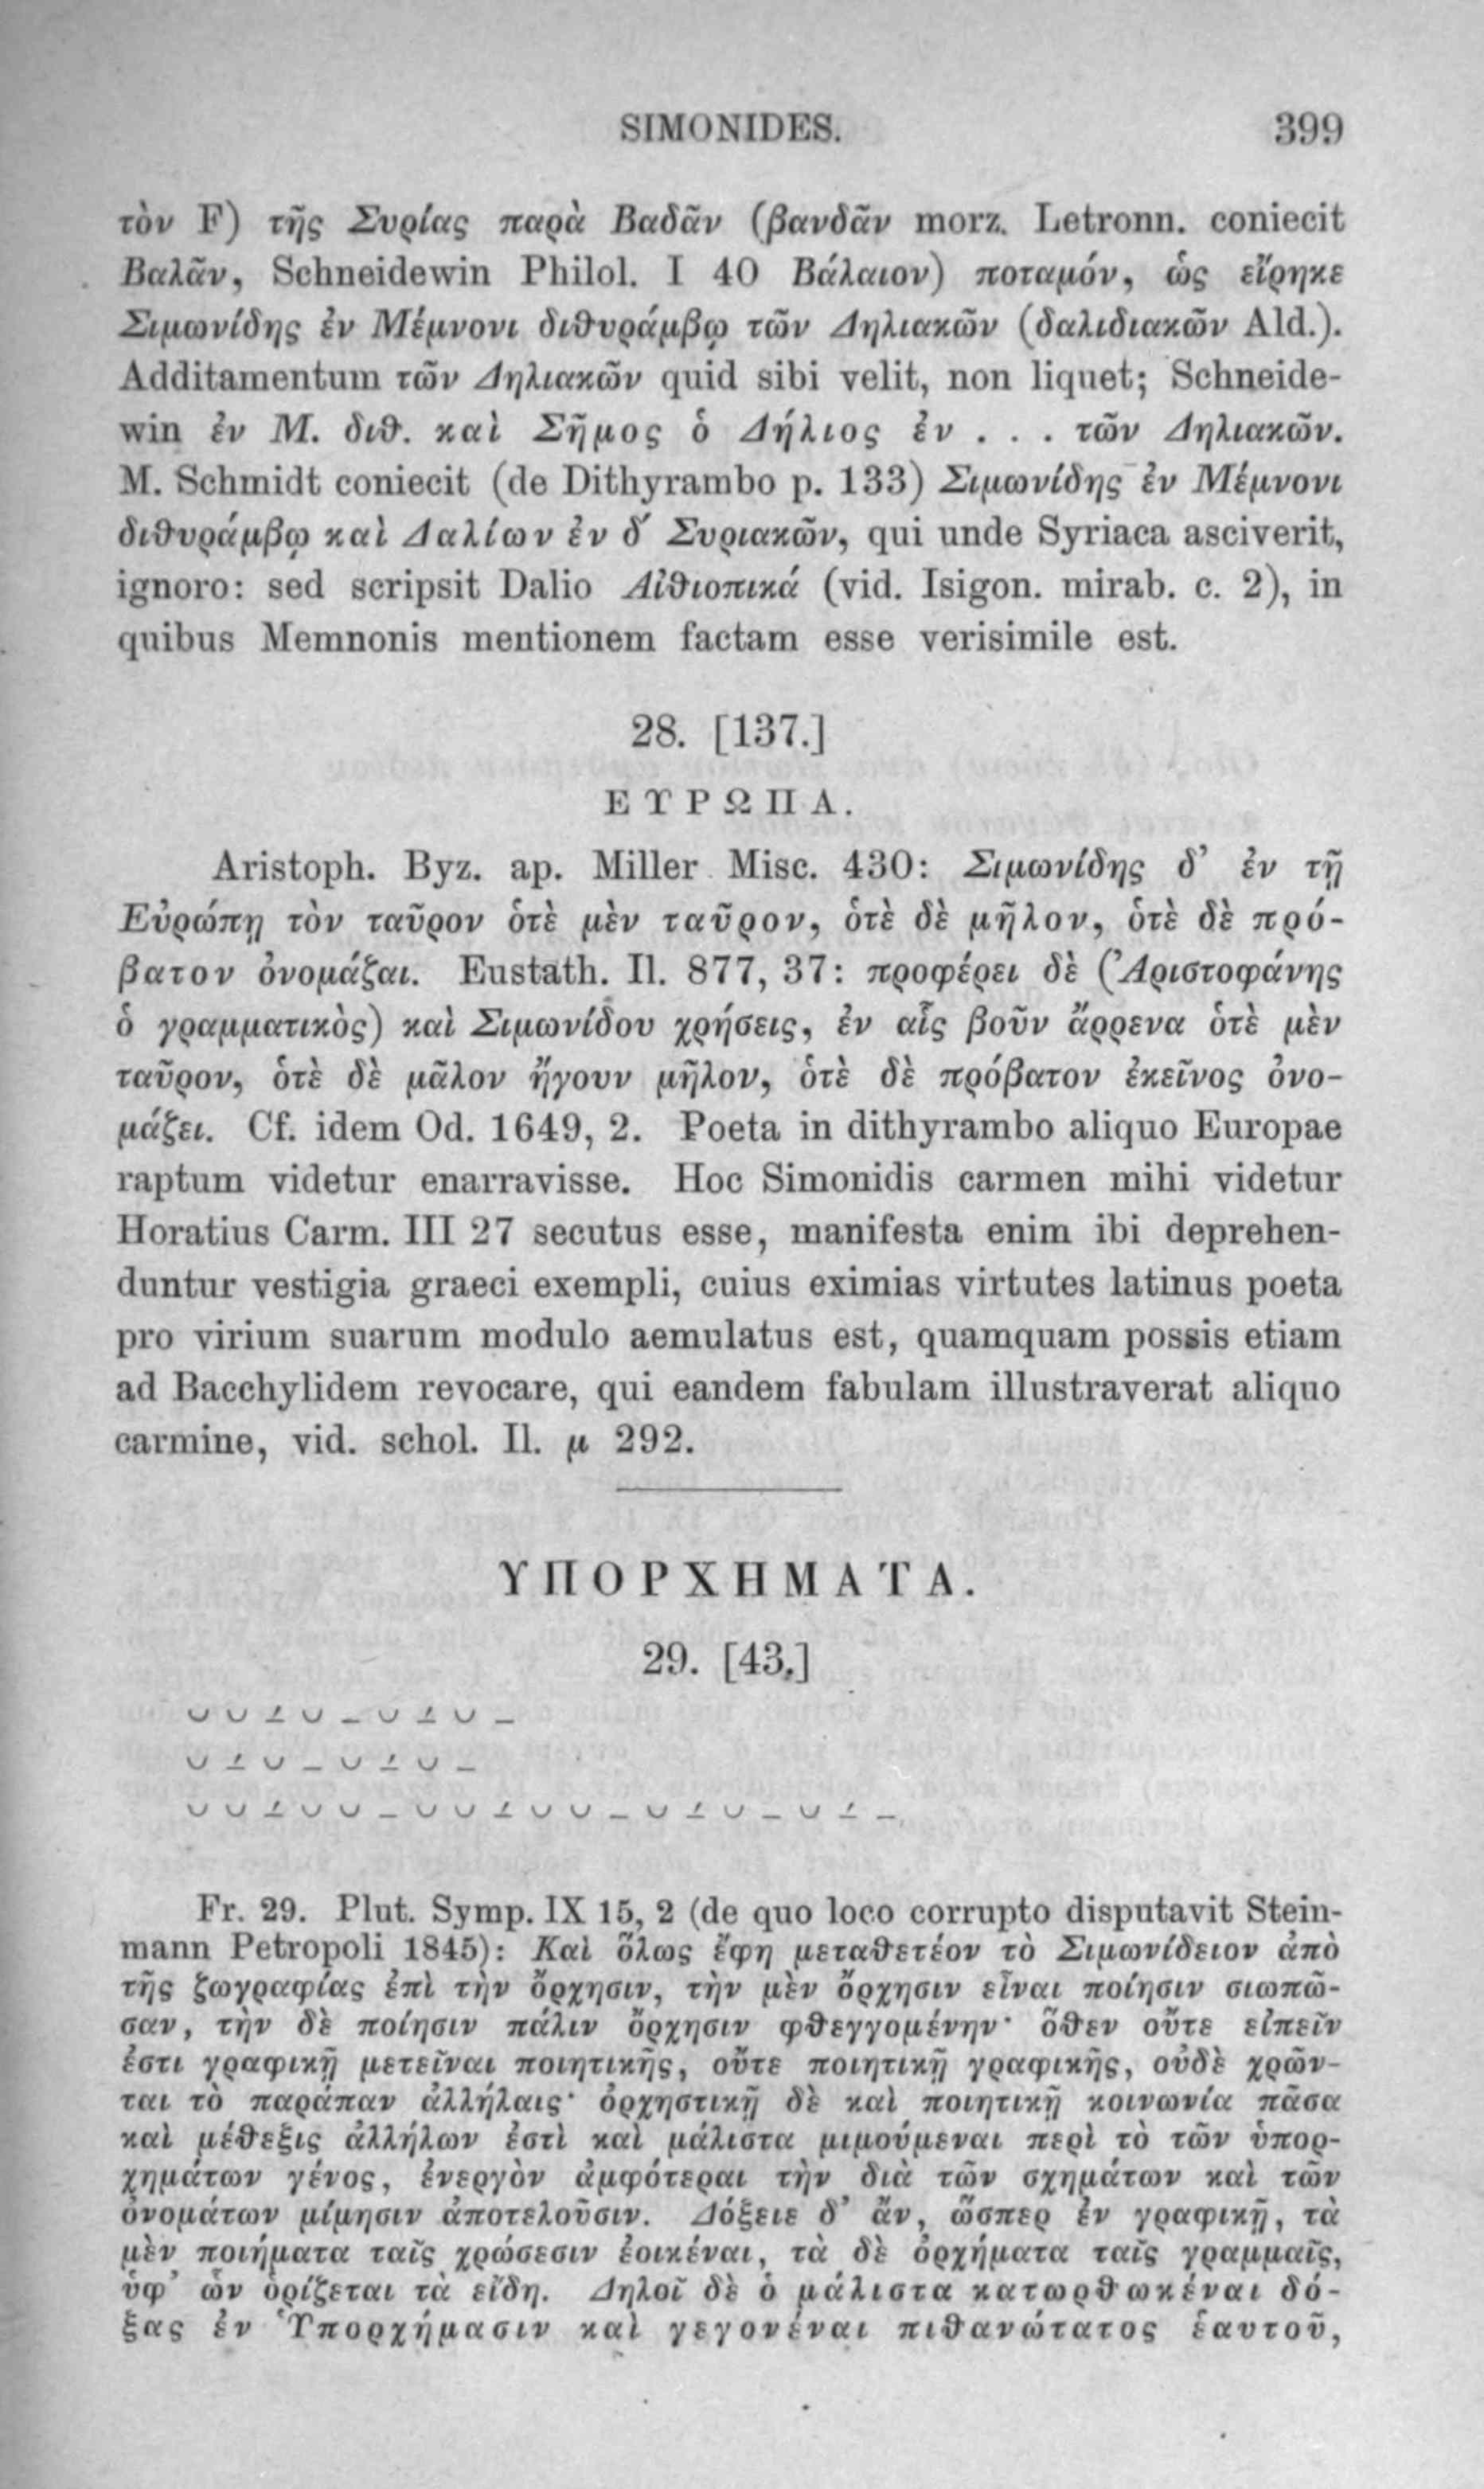 SIMONIDES. 399
τὸν F) τῆς Συρίας παρὰ Βαδᾶν (βανδᾶν morz. Letronn. coniecit
Βαλᾶν, Schneidewin Philol. I 40 Βάλαιον) ποταμόν, ὡς εἴρηκε
Σιμωνίδης ἐν Μέμνονι διθυράμβῳ τῶν Δηλιακῶν (δαλιδιακῶν Ald.).
Additamentum τῶν Δηλιακῶν quid sibi velit, non liquet; Schneide-
win ἐν Μ. διθ. καὶ Σῆμος ὁ Δήλιος ἐν . . . τῶν Δηλιακῶν.
M. Schmidt coniecit (de Dithyrambo p. 133) Σιμωνίδης ἐν Μέμνονι
διθυράμβῳ καὶ Δαλίων ἐν δ´ Συριακῶν, qui unde Syriaca asciverit,
ignoro: sed scripsit Dalio Αἰθιοπικά (vid. Isigon. mirab. c. 2), in
quibus Memnonis mentionem factam esse verisimile est.
28. [137.]
ΕΥΡΩΠΑ.
Aristoph. Byz. ap. Miller Misc. 430: Σιμωνίδης δ’ ἐν τῇ
Εὐρώπῃ τὸν ταῦρον ὁτὲ μὲν ταῦρον, ὁτὲ δὲ μῆλον, ὁτὲ δὲ πρό-
βατον ὀνομάζαι. Eustath. Il. 877, 37: προφέρει δὲ (Ἀριστοφάνης
ὁ γραμματικὸς) καὶ Σιμωνίδου χρήσεις, ἐν αἷς βοῦν ἄρρενα ὁτὲ μὲν
ταῦρον, ὁτὲ δὲ μᾶλον ἤγουν μῆλον, ὁτὲ δὲ πρόβατον ἐκεῖνος ὀνο-
μάζει. Cf. idem Od. 1649, 2. Poeta in dithyrambo aliquo Europae
raptum videtur enarravisse. Hoc Simonidis carmen mihi videtur
Horatius Carm. III 27 secutus esse, manifesta enim ibi deprehen-
duntur vestigia graeci exempli, cuius eximias virtutes latinus poeta
pro virium suarum modulo aemulatus est, quamquam possis etiam
ad Bacchylidem revocare, qui eandem fabulam illustraverat aliquo
carmine, vid. schol. Il. μ 292.
ΥΠΟΡΧΗΜΑΤΑ.
29. [43.]
⏑ ⏑ ⊥ ⏑ – ⏑ ⊥ ⏑ –
⏑ ⊥ ⏑ – ⏑ ⊥ ⏑ –
⏑ ⏑ ⊥ ⏑ ⏑ – ⏑ ⏑ ⊥ ⏑ ⏑ – ⏑ ⊥ ⏑ – ⏑ ⊥ –
Fr. 29. Plut. Symp. IX 15, 2 (de quo loco corrupto disputavit Stein-
mann Petropoli 1845): Καὶ ὅλως ἔφη μεταθετέον τὸ Σιμωνίδειον ἀπὸ
τῆς ζωγραφίας ἐπὶ τὴν ὄρχησιν, τὴν μὲν ὄρχησιν εἶναι ποίησιν σιωπῶ-
σαν, τὴν δὲ ποίησιν πάλιν ὄρχησιν φθεγγομένην· ὅθεν οὔτε εἰπεῖν
ἐστι γραφικῇ μετεῖναι ποιητικῆς, οὔτε ποιητικῇ γραφικῆς, οὐδὲ χρῶν-
ται τὸ παράπαν ἀλλήλαις· ὀρχηστικῇ δὲ καὶ ποιητικῇ κοινωνία πᾶσα
καὶ μέθεξις ἀλλήλων ἐστὶ καὶ μάλιστα μιμούμεναι περὶ τὸ τῶν ὑπορ-
χημάτων γένος, ἐνεργὸν ἀμφότεραι τὴν διὰ τῶν σχημάτων καὶ τῶν
ὀνομάτων μίμησιν ἀποτελοῦσιν. Δόξειε δ’ ἄν, ὥσπερ ἐν γραφικῇ, τὰ
μὲν ποιήματα ταῖς χρώσεσιν ἐοικέναι, τὰ δὲ ὀρχήματα ταῖς γραμμαῖς,
ὑφ’ ὧν ὁρίζεται τὰ εἴδη. Δηλοῖ δὲ ὁ μάλιστα κατωρθωκέναι δό-
ξας ἐν Ὑπορχήμασιν καὶ γεγονέναι πιθανώτατος ἑαυτοῦ,